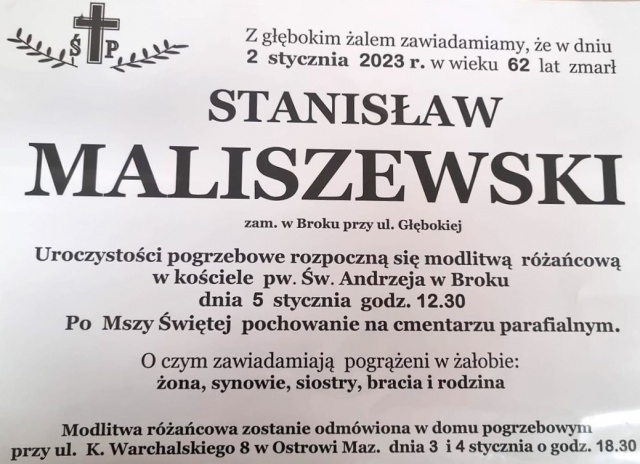 Ś P
Z głębokim żalem zawiadamiamy, że w dniu
2 stycznia 2023 r. w wieku 62 lat zmarł
STANISŁAW
MALISZEWSKI
zam. w Broku przy ul. Głębokiej
Uroczystości pogrzebowe rozpoczną się modlitwą różańcową
w kościele pw. Św. Andrzeja w Broku
dnia 5 stycznia godz. 12.30
Po Mszy Świętej pochowanie na cmentarzu parafialnym.
O czym zawiadamiają pogrążeni w żałobie:
żona, synowie, siostry, bracia i rodzina
Modlitwa różańcowa zostanie odmówiona w domu pogrzebowym
przy ul. K. Warchalskiego 8 w Ostrowi Maz. dnia 3 i 4 stycznia o godz. 18.30